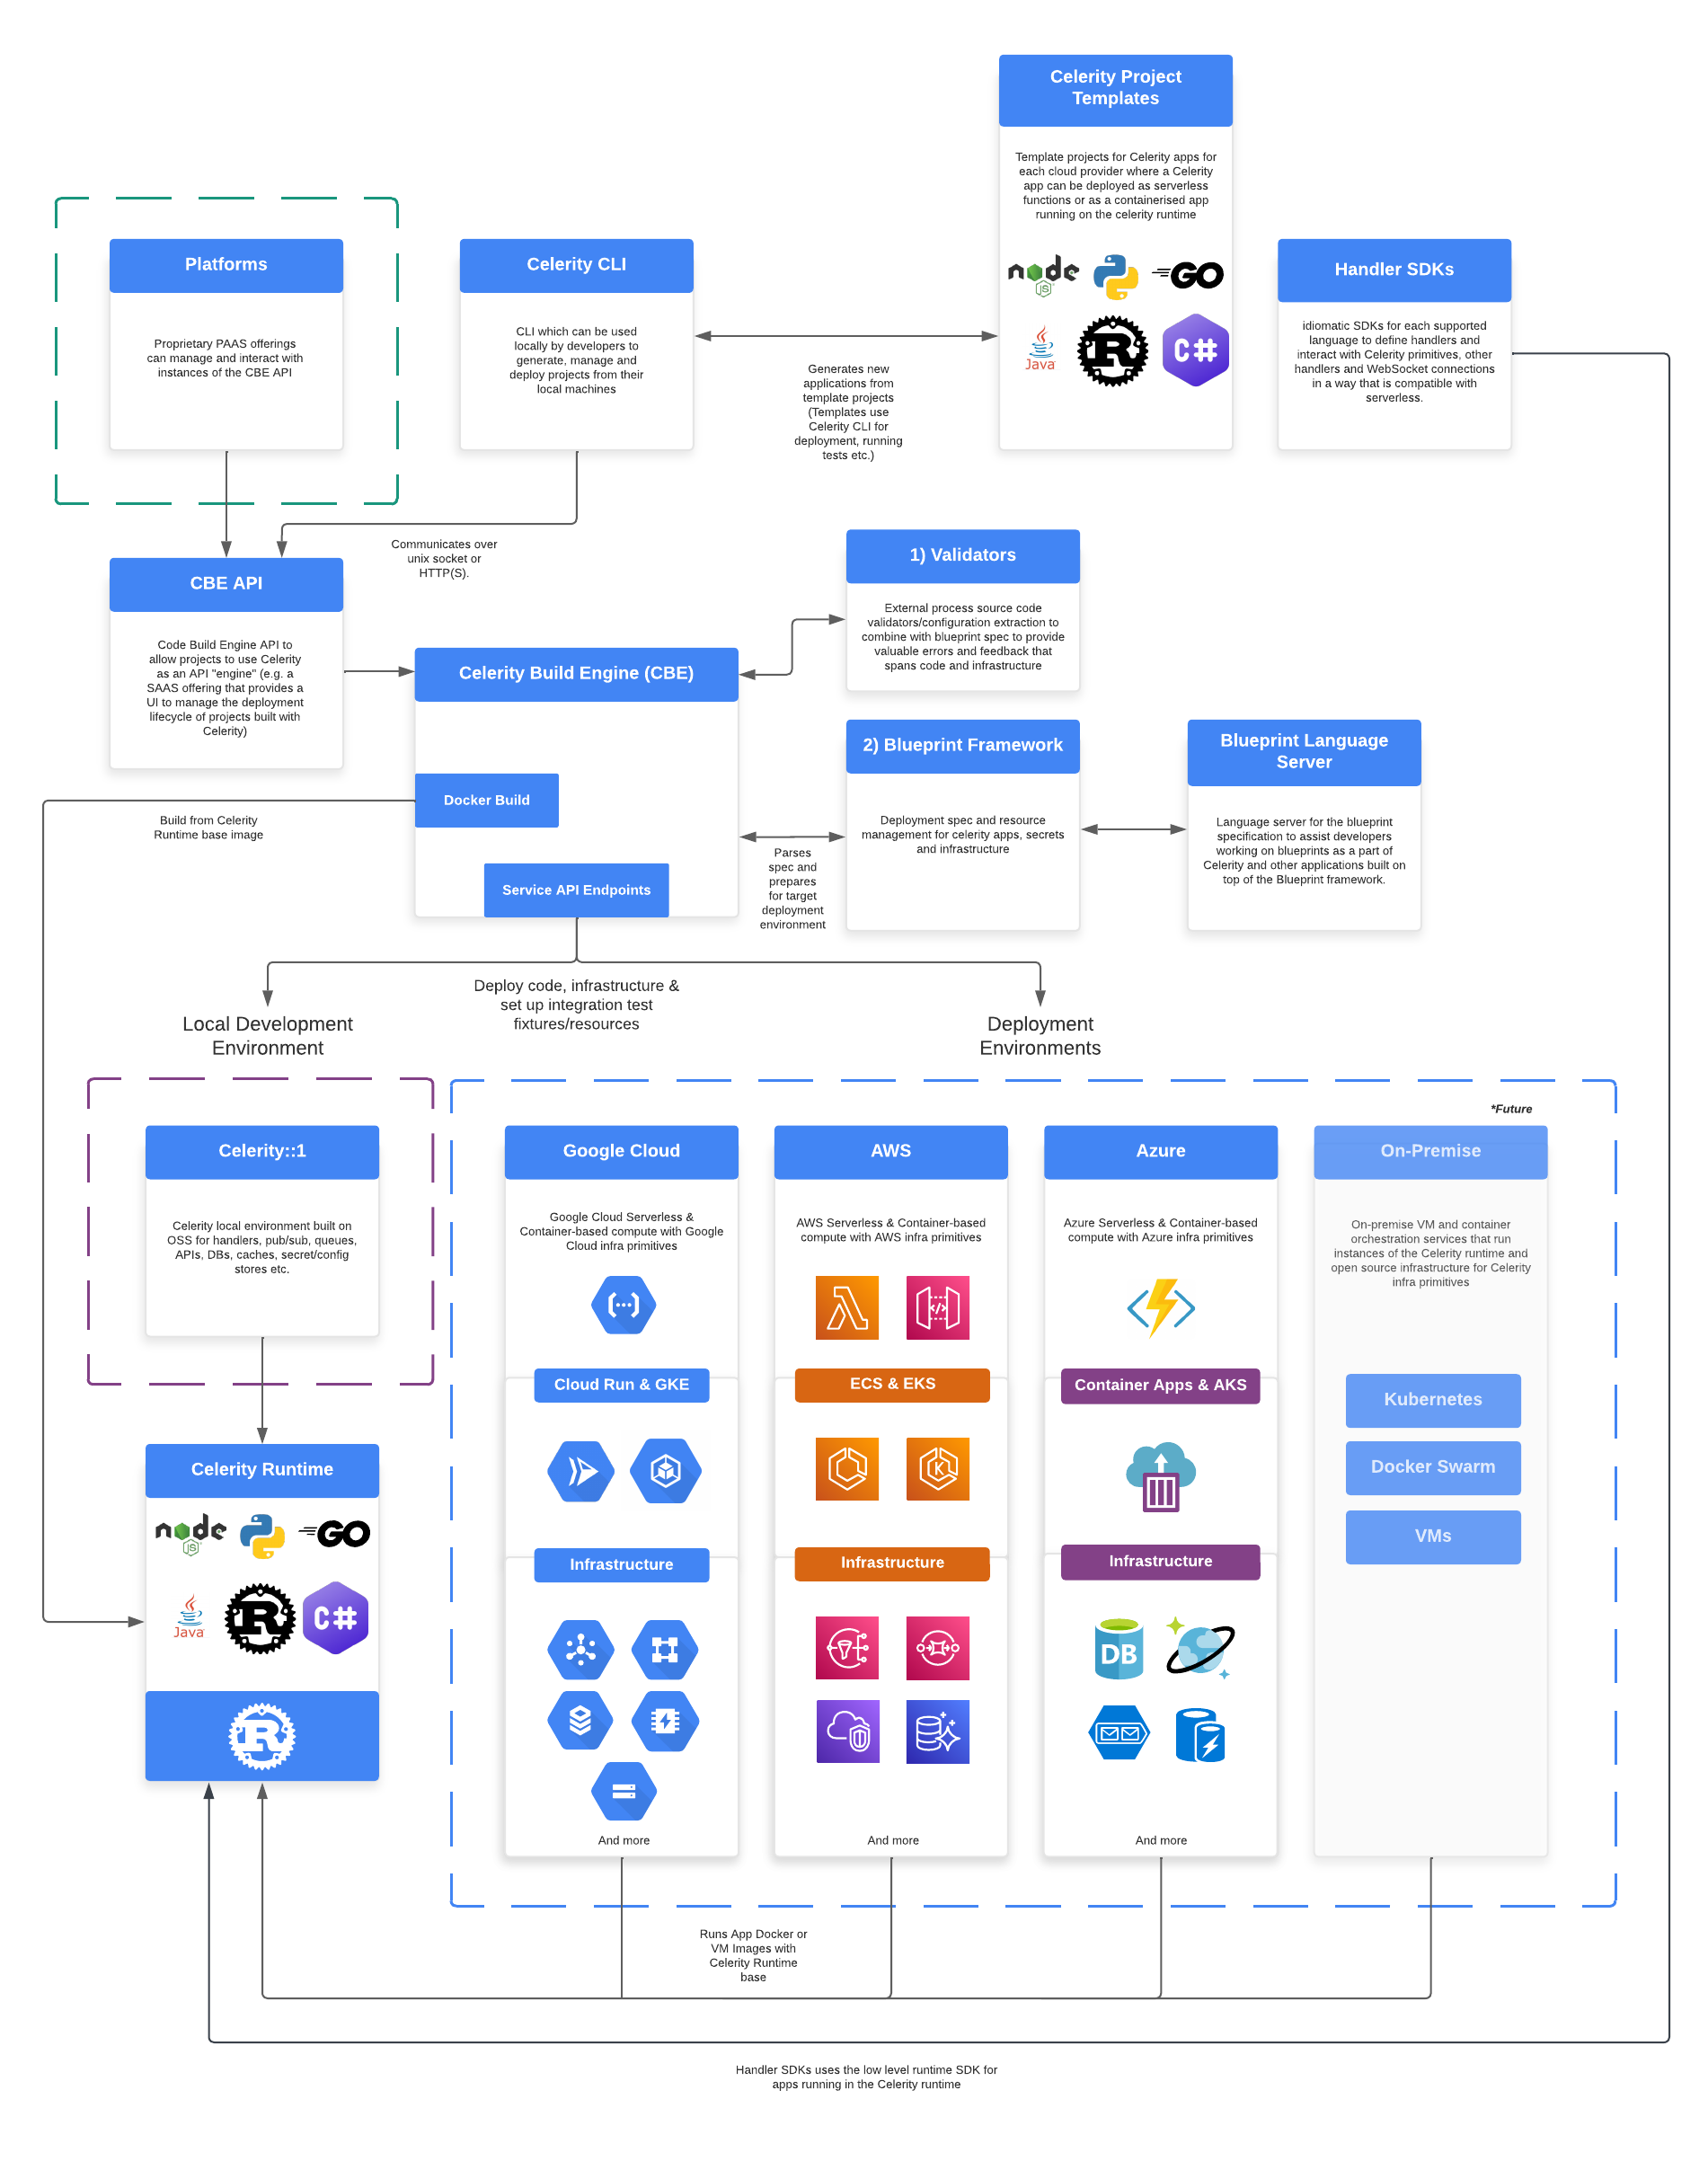 Celerity Project
Templates
Template projects for Celerity apps for
each cloud provider where a Celerity
app can be deployed as serverless
functions or as a containerised app
running on the celerity runtime
node
JS
GO
Java
R
C#
Platforms
Proprietary PAAS offerings
can manage and interact with
instances of the CBE API
Celerity CLI
CLI which can be used
locally by developers to
generate, manage and
deploy projects from their
local machines
Generates new
applications from
template projects
(Templates use
Celerity CLI for
deployment, running
tests etc.)
Handler SDKs
idiomatic SDKs for each supported
language to define handlers and
interact with Celerity primitives, other
handlers and WebSocket connections
in a way that is compatible with
serverless.
Communicates over
unix socket or
HTTP(S).
CBE API
Code Build Engine API to
allow projects to use Celerity
as an API "engine" (e.g. a
SAAS offering that provides a
UI to manage the deployment
lifecycle of projects built with
Celerity)
Celerity Build Engine (CBE)
Docker Build
Service API Endpoints
1) Validators
External process source code
validators/configuration extraction to
combine with blueprint spec to provide
valuable errors and feedback that
spans code and infrastructure
2) Blueprint Framework
Deployment spec and resource
management for celerity apps, secrets
and infrastructure
Blueprint Language
Server
Language server for the blueprint
specification to assist developers
working on blueprints as a part of
Celerity and other applications built on
top of the Blueprint framework.
Build from Celerity
Runtime base image
Parses
spec and
prepares
for target
deployment
environment
Deploy code, infrastructure &
set up integration test
fixtures/resources
Local Development
Environment
Deployment
Environments
Celerity::1
Celerity local environment built on
OSS for handlers, pub/sub, queues,
APIs, DBs, caches, secret/config
stores etc.
Celerity Runtime
node
JS
GO
Java
R
C#
R
*Future
Google Cloud
Google Cloud Serverless &
Container-based compute with Google
Cloud infra primitives
Cloud Run & GKE
Infrastructure
And more
AWS
AWS Serverless & Container-based
compute with AWS infra primitives
ECS & EKS
K
Infrastructure
And more
Azure
Azure Serverless & Container-based
compute with Azure infra primitives
Container Apps & AKS
Infrastructure
DB
And more
On-Premise
On-premise VM and container
orchestration services that run
instances of the Celerity runtime and
open source infrastructure for Celerity
infra primitives
Kubernetes
Docker Swarm
VMs
Runs App Docker or
VM Images with
Celerity Runtime
base
Handler SDKs uses the low level runtime SDK for
apps running in the Celerity runtime